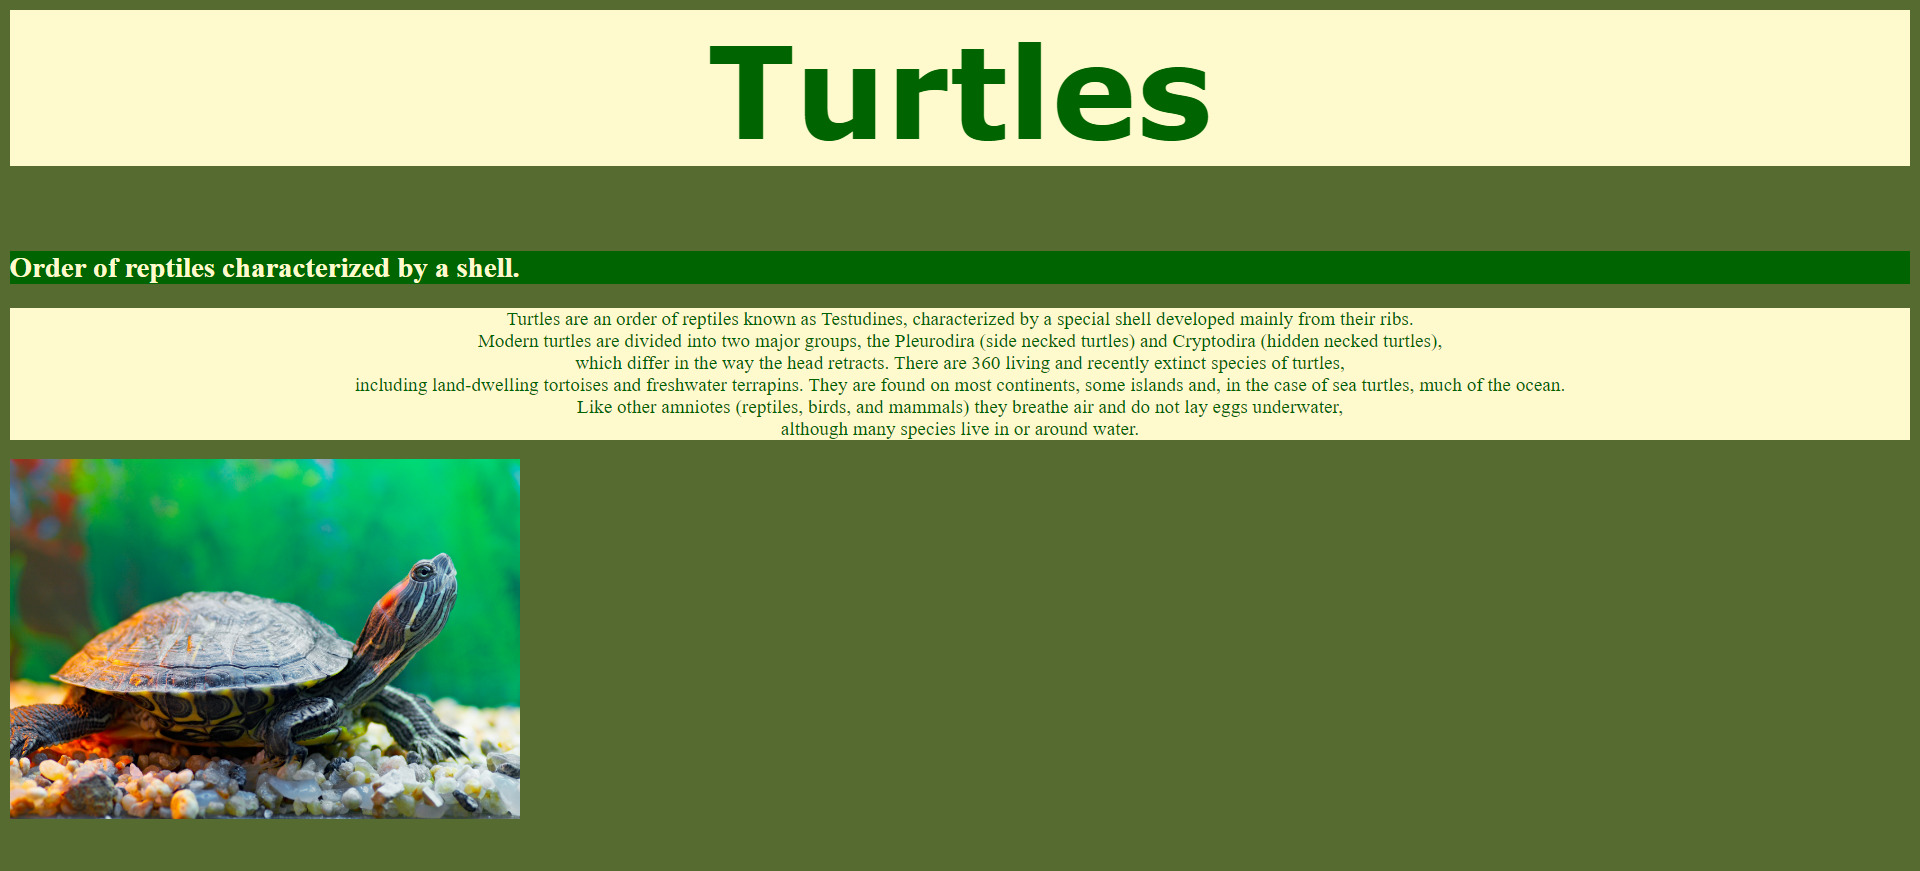 Turtles
Order of reptiles characterized by a shell.
Turtles are an order of reptiles known as Testudines, characterized by a special shell developed mainly from their ribs.
Modern turtles are divided into two major groups, the Pleurodira (side necked turtles) and Cryptodira (hidden necked turtles),
which differ in the way the head retracts. There are 360 living and recently extinct species of turtles,
including land-dwelling tortoises and freshwater terrapins. They are found on most continents, some islands and, in the case of sea turtles, much of the ocean.
Like other amniotes (reptiles, birds, and mammals) they breathe air and do not lay eggs underwater,
although many species live in or around water.